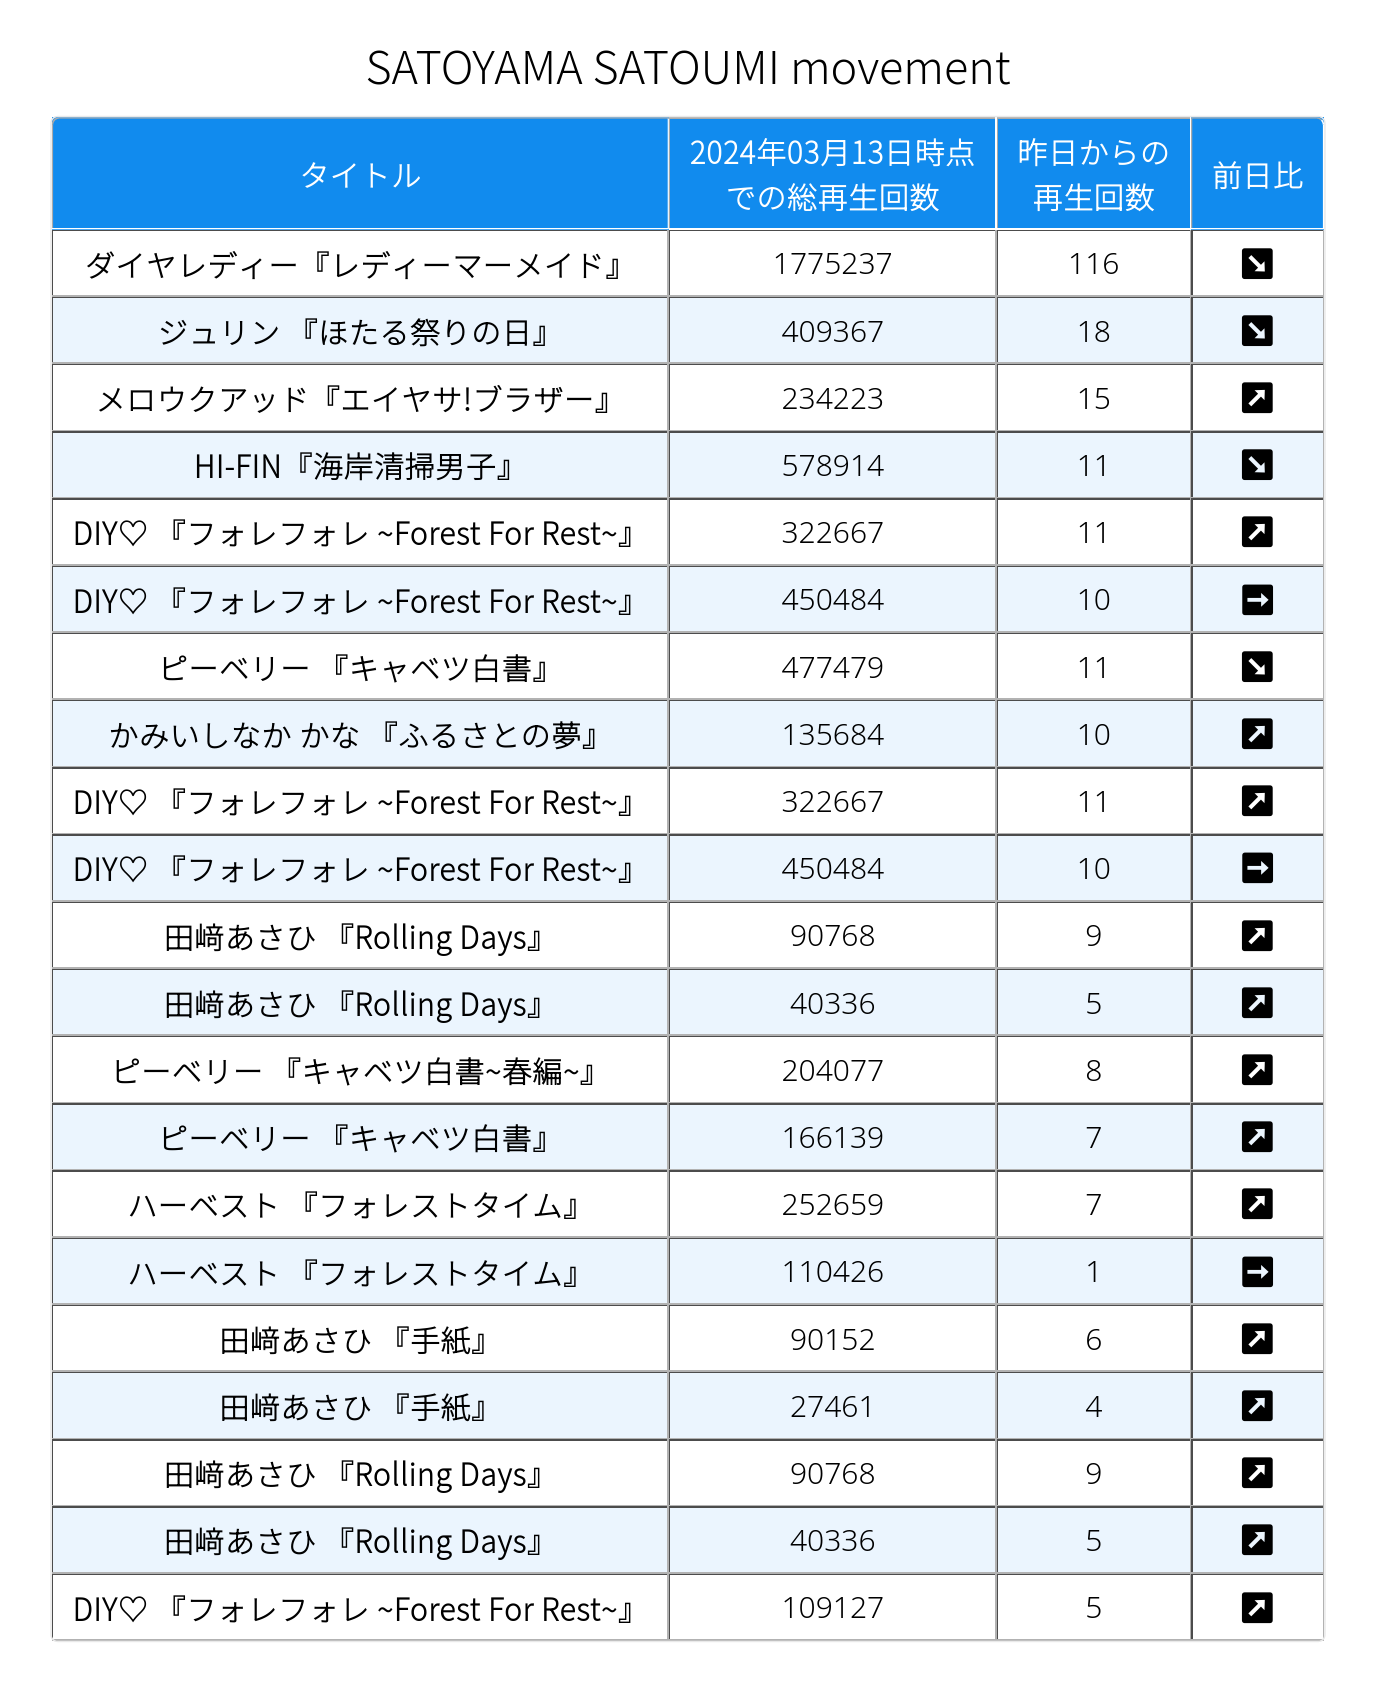 SATOYAMA SATOUMI movement
タイトル 2024年03月13日時点での総再生回数 昨日からの再生回数 前日比
ダイヤレディー『レディーマーメイド』 1775237 116 ↘
ジュリン 『ほたる祭りの日』 409367 18 ↘
メロウクアッド『エイヤサ!ブラザー』 234223 15 ↗
HI-FIN『海岸清掃男子』 578914 11 ↘
DIY♡ 『フォレフォレ ~Forest For Rest~』 322667 11 ↗
DIY♡ 『フォレフォレ ~Forest For Rest~』 450484 10 →
ピーベリー 『キャベツ白書』 477479 11 ↘
かみいしなか かな 『ふるさとの夢』 135684 10 ↗
DIY♡ 『フォレフォレ ~Forest For Rest~』 322667 11 ↗
DIY♡ 『フォレフォレ ~Forest For Rest~』 450484 10 →
田﨑あさひ 『Rolling Days』 90768 9 ↗
田﨑あさひ 『Rolling Days』 40336 5 ↗
ピーベリー 『キャベツ白書~春編~』 204077 8 ↗
ピーベリー 『キャベツ白書』 166139 7 ↗
ハーベスト 『フォレストタイム』 252659 7 ↗
ハーベスト 『フォレストタイム』 110426 1 →
田﨑あさひ 『手紙』 90152 6 ↗
田﨑あさひ 『手紙』 27461 4 ↗
田﨑あさひ 『Rolling Days』 90768 9 ↗
田﨑あさひ 『Rolling Days』 40336 5 ↗
DIY♡ 『フォレフォレ ~Forest For Rest~』 109127 5 ↗